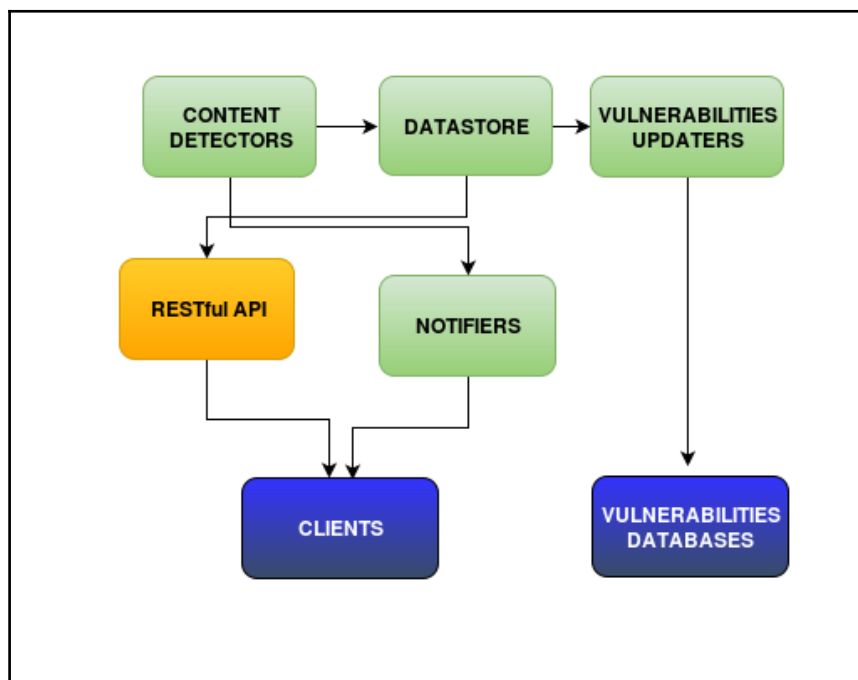 CONTENT
DETECTORS
DATASTORE
VULNERABILITIES
UPDATERS
RESTful API
NOTIFIERS
CLIENTS
VULNERABILITIES
DATABASES